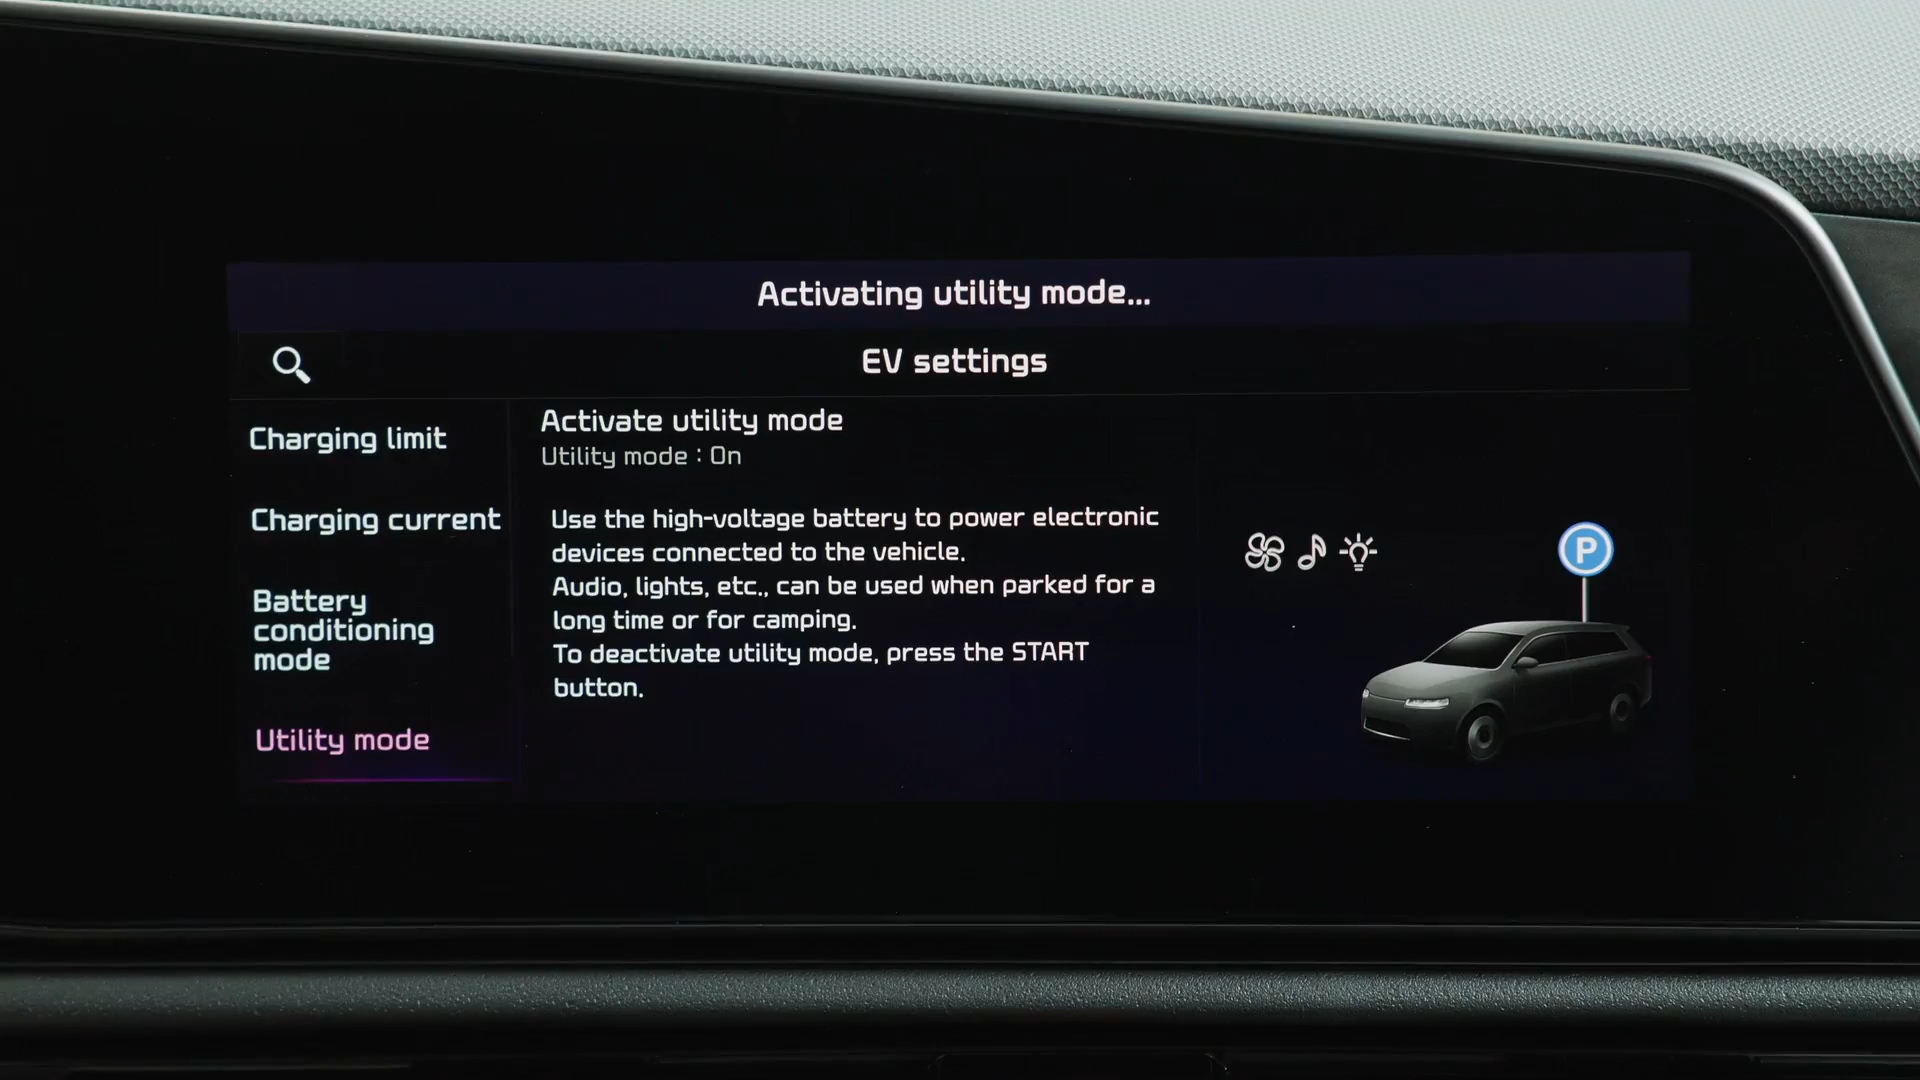 Activating utility mode...
EV settings
Charging limit
Charging current
Battery
conditioning
mode
Utility mode
Activate utility mode
Utility mode : On
Use the high-voltage battery to power electronic
devices connected to the vehicle.
Audio, lights, etc., can be used when parked for a
long time or for camping.
To deactivate utility mode, press the START
button.
P